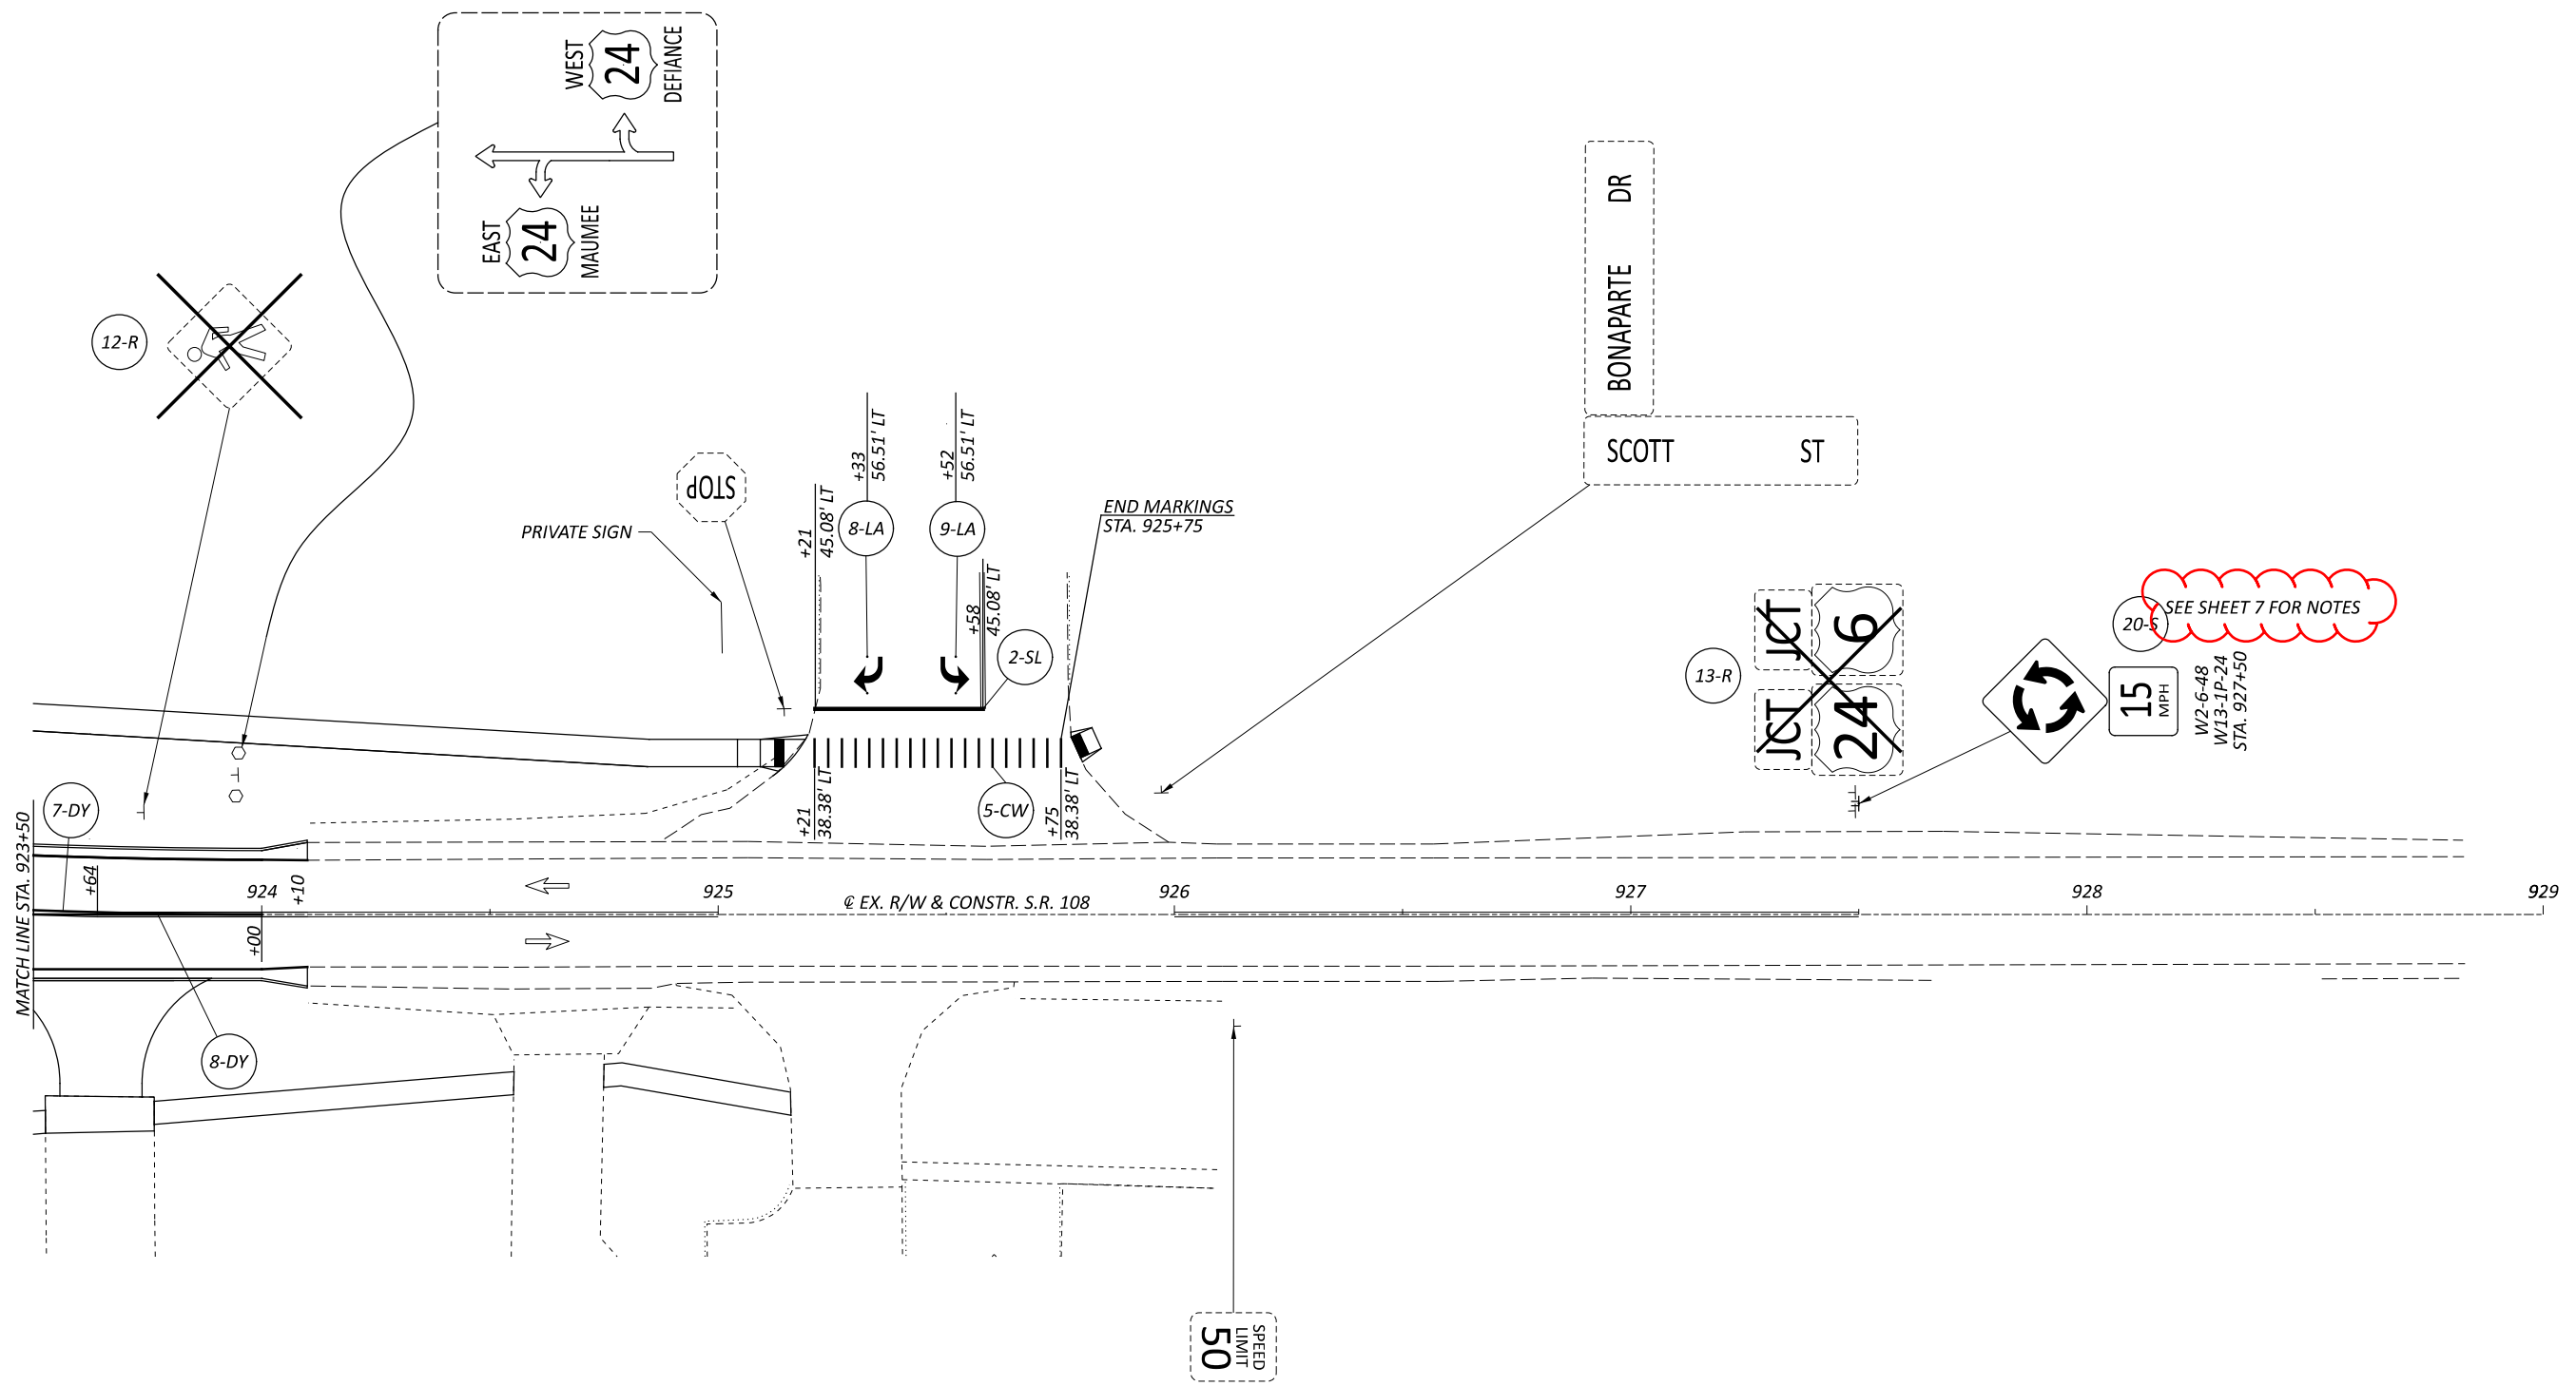 WEST
24
DEFIANCE
EAST
24
MAUMEE
12-R
BONAPARTE DR
SCOTT ST
STOP
PRIVATE SIGN
+33
56.51' LT
+52
56.51' LT
8-LA
9-LA
+21
45.08' LT
+58
45.08' LT
END MARKINGS
STA. 925+75
2-SL
13-R
JCT
6
JCT
24
SEE SHEET 7 FOR NOTES
20-S
15
MPH
W2-6-48
W13-1P-24
STA. 927+50
7-DY
5-CW
+21
38.38' LT
+75
38.38' LT
MATCH LINE STA. 923+50
+64
924
+10
925
926
927
928
929
℄ EX. R/W & CONSTR. S.R. 108
+00
8-DY
SPEED
LIMIT
50